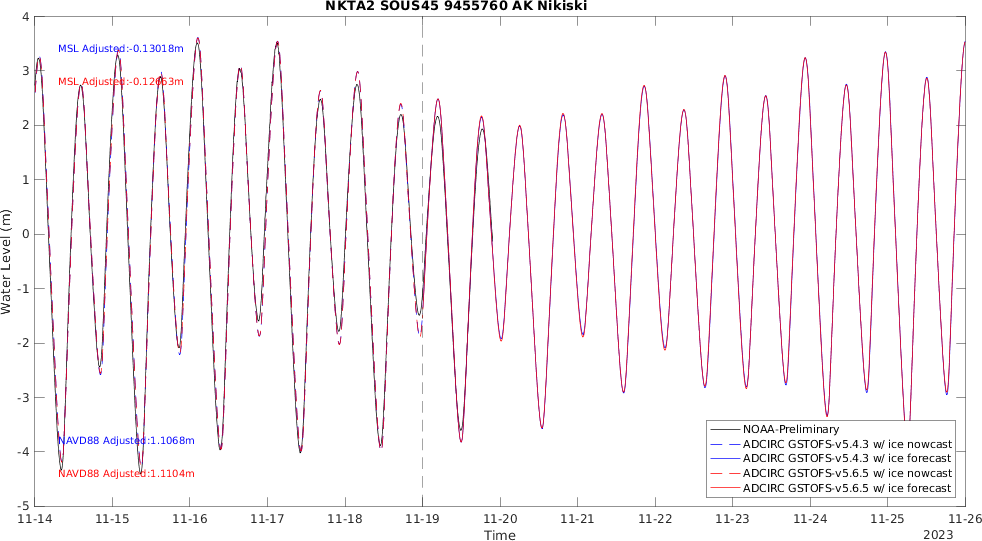 NKTA2 SOUS45 9455760 AK Nikiski
4
3
2
1
0
-1
-2
-3
-4
-5
Water Level (m)
MSL Adjusted:-0.13018m
MSL Adjusted:-0.12663m
NAVD88 Adjusted:1.1068m
NAVD88 Adjusted:1.1104m
NOAA-Preliminary
ADCIRC GSTOFS-v5.4.3 w/ ice nowcast
ADCIRC GSTOFS-v5.4.3 w/ ice forecast
ADCIRC GSTOFS-v5.6.5 w/ ice nowcast
ADCIRC GSTOFS-v5.6.5 w/ ice forecast
11-14 11-15 11-16 11-17 11-18 11-19 11-20 11-21 11-22 11-23 11-24 11-25 11-26
Time
2023